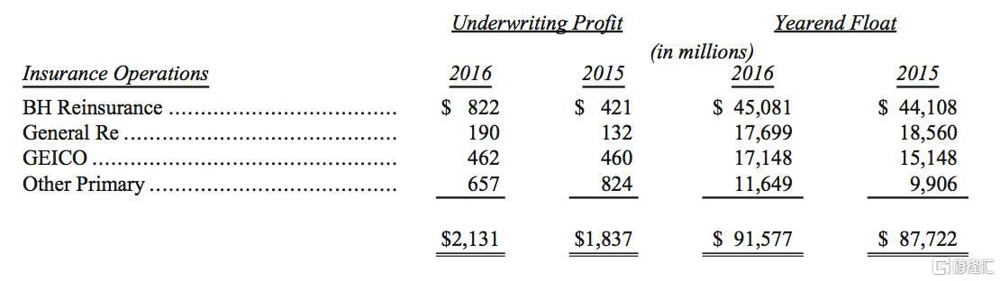 Underwriting Profit Yearend Float
(in millions)
Insurance Operations 2016 2015 2016 2015
BH Reinsurance ...................................... $ 822 $ 421 $ 45,081 $ 44,108
General Re ............................................. 190 132 17,699 18,560
GEICO .................................................. 462 460 17,148 15,148
Other Primary ......................................... 657 824 11,649 9,906
$2,131 $1,837 $ 91,577 $ 87,722
格隆汇